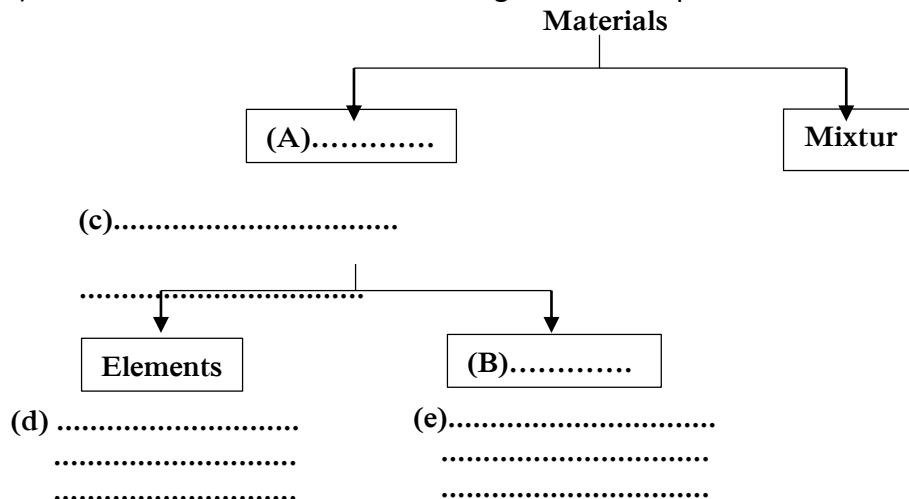 Materials
(A).............
Mixtur
(c)..................................
..................................
Elements
(B).............
(d) .............................
(e)................................
.............................
................................
.............................
................................